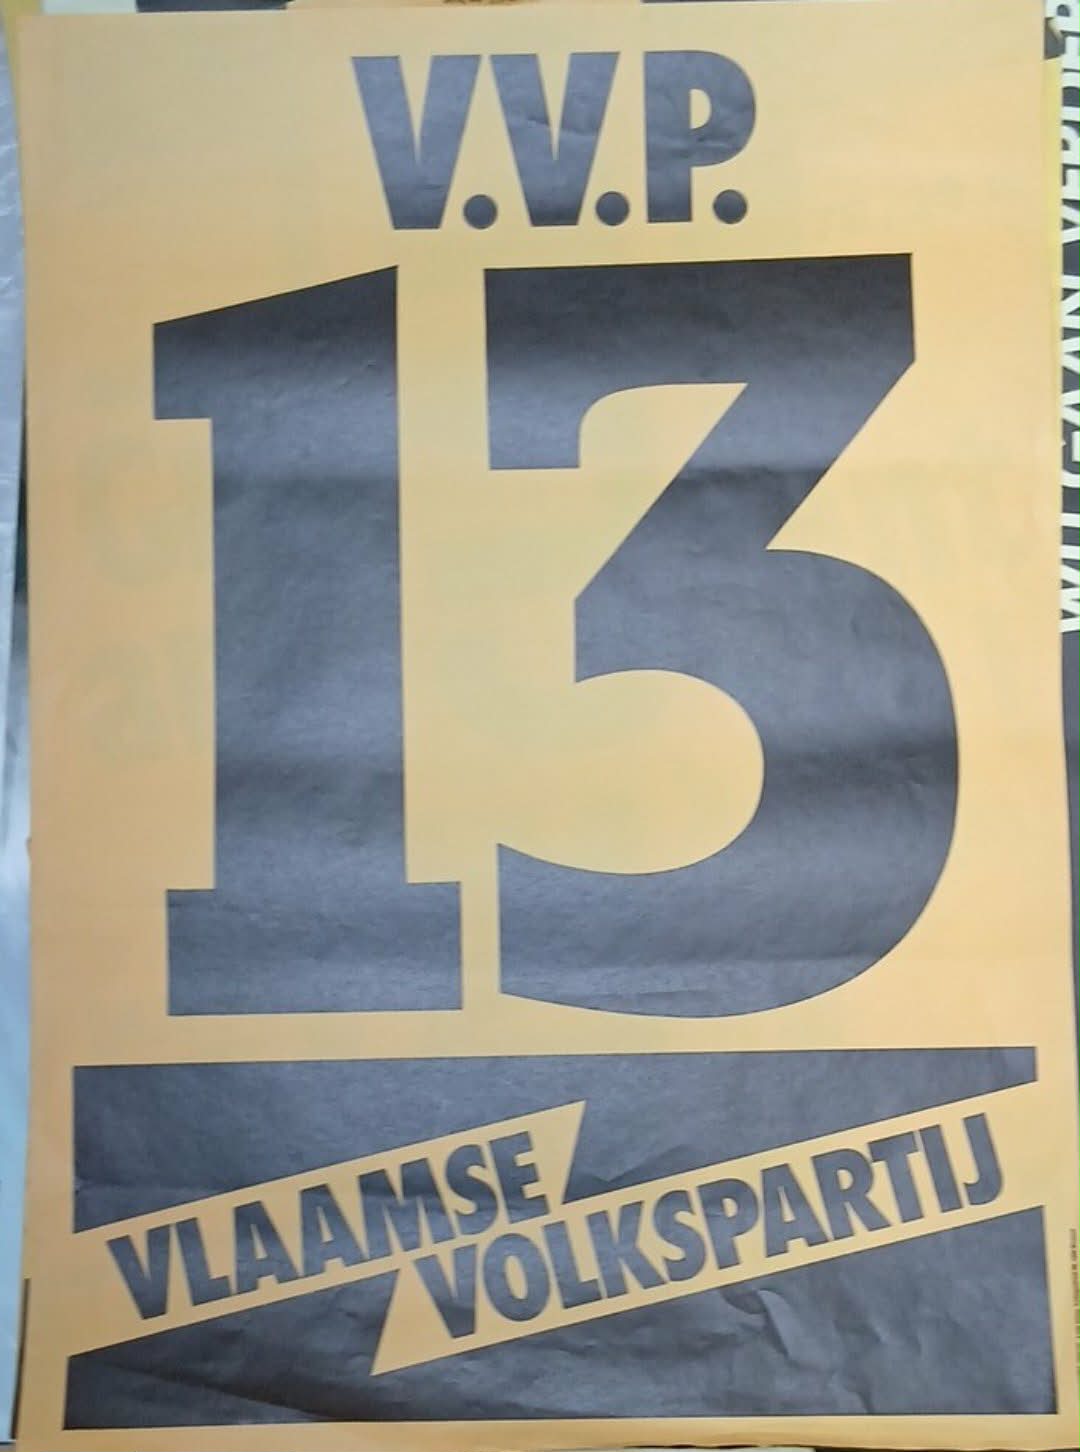 V.V.P.
13
VLAAMSE
VOLKSPARTIJ